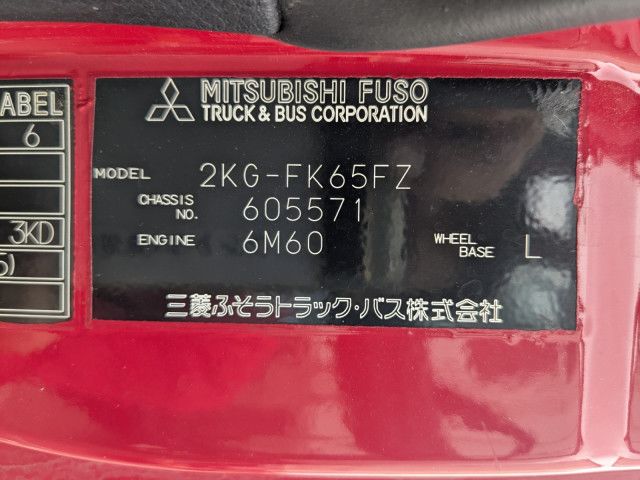 ABEL
6
3KD
5)
MITSUBISHI FUSO
TRUCK & BUS CORPORATION
MODEL 2KG-FK65FZ
CHASSIS NO. 605571
ENGINE 6M60 WHEEL BASE L
三菱ふそうトラック・バス株式会社